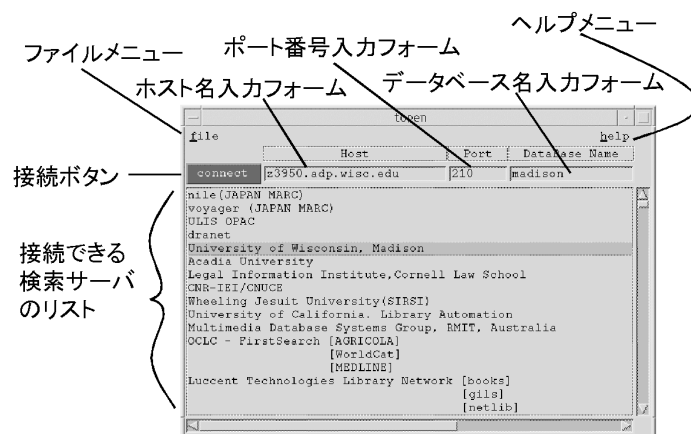 ヘルプメニュー
ファイルメニュー
ポート番号入力フォーム
ホスト名入力フォーム
データベース名入力フォーム
file
help
Host
Port
DataBase Name
接続ボタン
connect
z3950.adp.wisc.edu
210
madison
接続できる
検索サーバ
のリスト
nile(JAPAN MARC)
voyager (JAPAN MARC)
ULIS OPAC
dranet
University of Wisconsin, Madison
Acadia University
Legal Information Institute,Cornell Law School
CNR-IEI/CNUCE
Wheeling Jesuit University(SIRSI)
University of California. Library Automation
Multimedia Database Systems Group, RMIT, Australia
OCLC - FirstSearch [AGRICOLA]
[WorldCat]
[MEDLINE]
Luccent Technologies Library Network [books]
[gils]
[netlib]